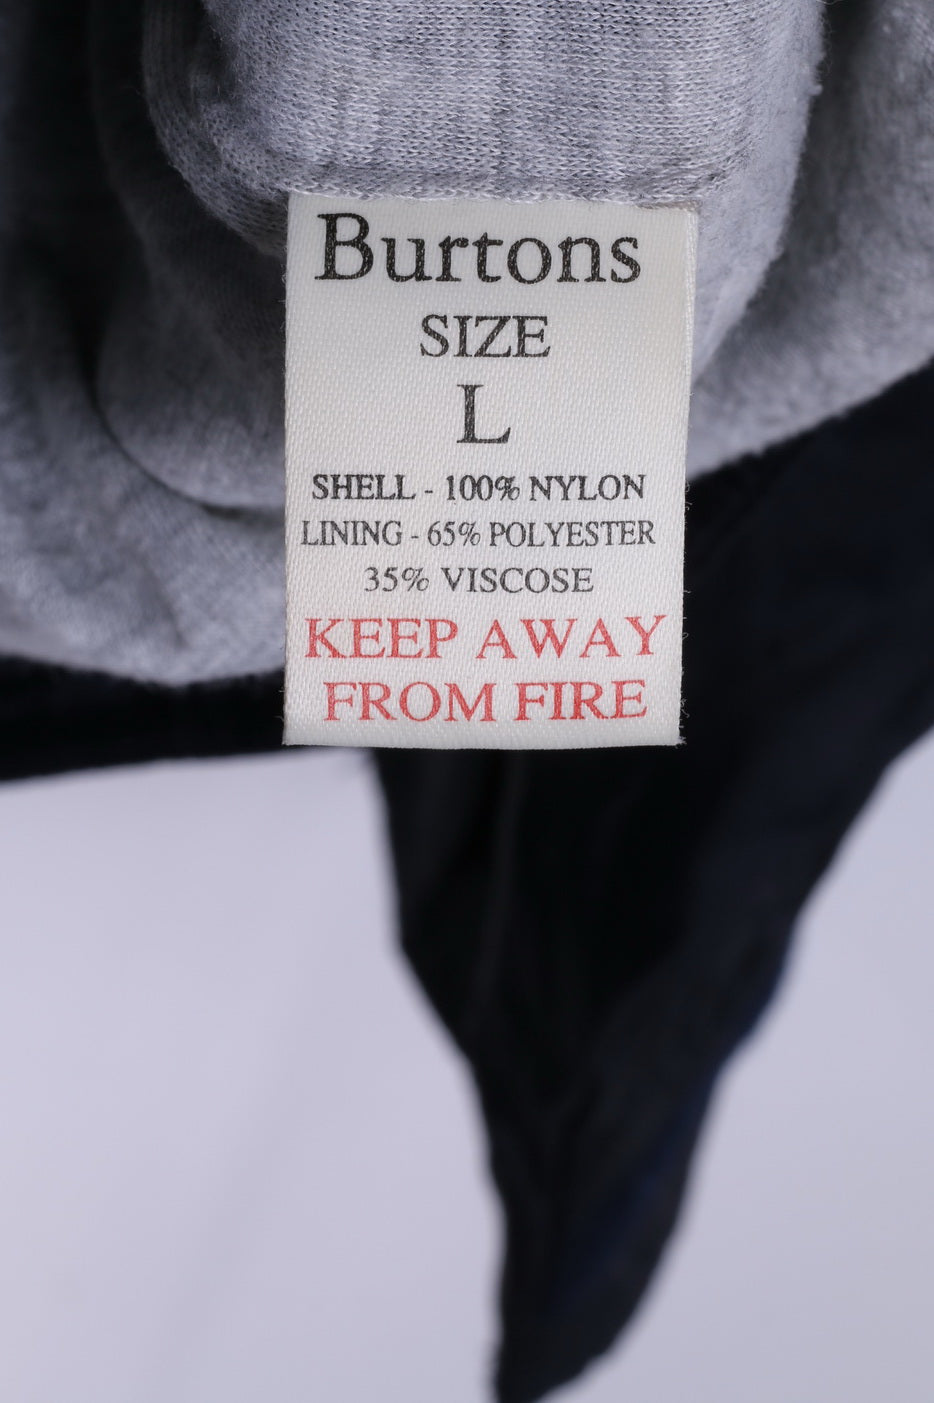 Burtons
SIZE
L
SHELL - 100% NYLON
LINING - 65% POLYESTER
35% VISCOSE
KEEP AWAY
FROM FIRE